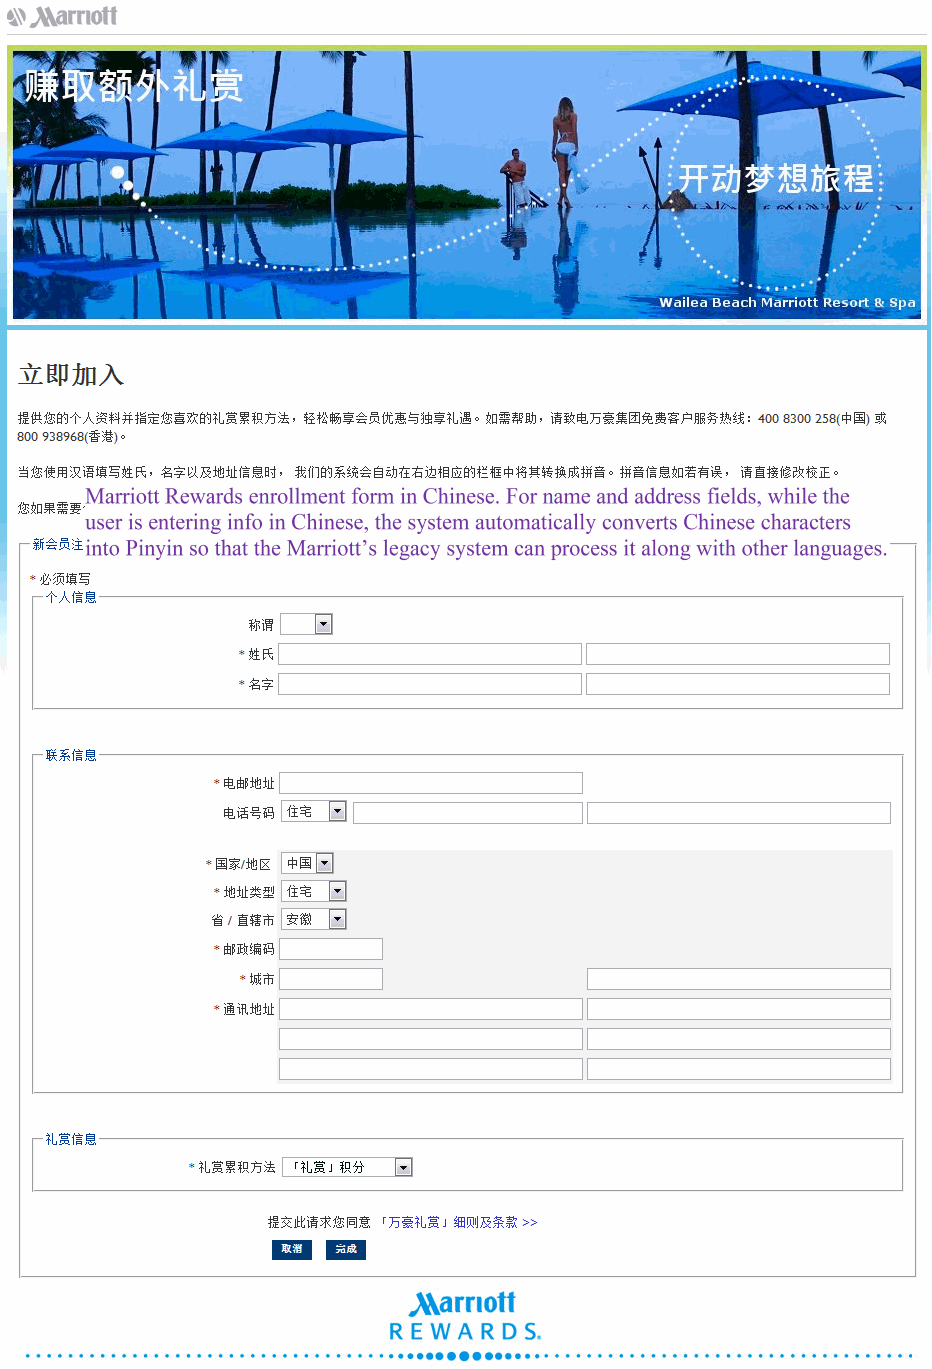 Marriott
赚取额外礼赏
开动梦想旅程
Wailea Beach Marriott Resort & Spa
立即加入
提供您的个人资料并指定您喜欢的礼赏累积方法，轻松畅享会员优惠与独享礼遇。如需帮助，请致电万豪集团免费客户服务热线：400 8300 258(中国) 或
800 938968(香港)。
当您使用汉语填写姓氏，名字以及地址信息时， 我们的系统会自动在右边相应的栏框中将其转换成拼音。拼音信息如若有误， 请直接修改校正。
您如果需要
Marriott Rewards enrollment form in Chinese. For name and address fields, while the
user is entering info in Chinese, the system automatically converts Chinese characters
into Pinyin so that the Marriott’s legacy system can process it along with other languages.
新会员注
* 必须填写
个人信息
称谓
* 姓氏
* 名字
联系信息
* 电邮地址
电话号码 住宅
* 国家/地区 中国
* 地址类型 住宅
省 / 直辖市 安徽
* 邮政编码
* 城市
* 通讯地址
礼赏信息
* 礼赏累积方法 「礼赏」积分
提交此请求您同意 「万豪礼赏」细则及条款 >>
取消 完成
Marriott
REWARDS.